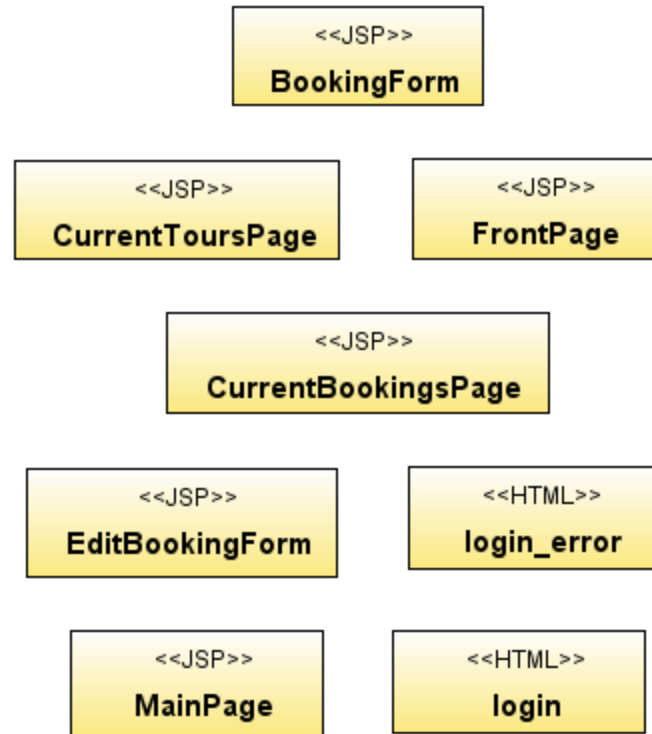 <<JSP>>
BookingForm
<<JSP>>
CurrentToursPage
<<JSP>>
FrontPage
<<JSP>>
CurrentBookingsPage
<<JSP>>
EditBookingForm
<<HTML>>
login_error
<<JSP>>
MainPage
<<HTML>>
login